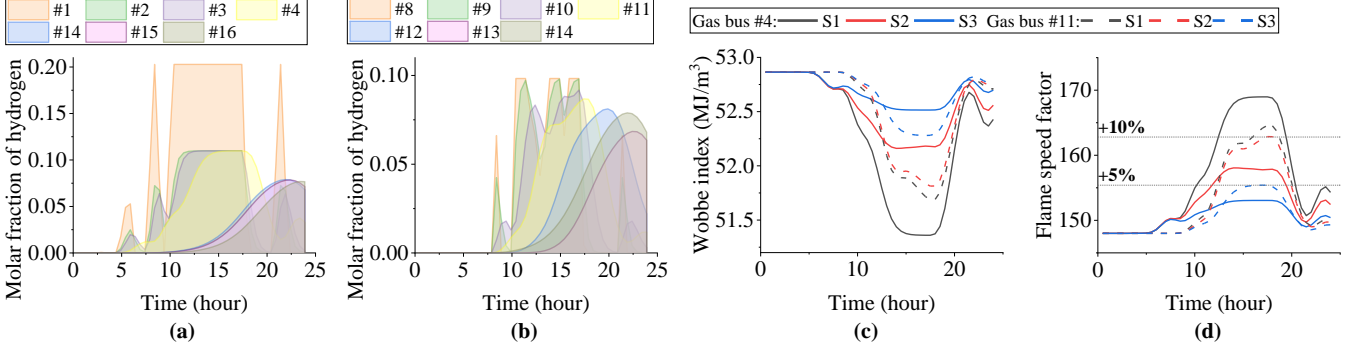 #1 #2 #3 #4
#14 #15 #16
0.20
0.15
0.10
0.05
0.00
0 5 10 15 20 25
Molar fraction of hydrogen
Time (hour)
(a)
#8 #9 #10 #11
#12 #13 #14
0.10
0.05
0.00
0 5 10 15 20 25
Molar fraction of hydrogen
Time (hour)
(b)
Gas bus #4: S1 S2 S3 Gas bus #11: S1 S2 S3
53.0
52.5
52.0
51.5
0 10 20
Wobbe index (MJ/m³)
Time (hour)
(c)
170
160
150
+10%
+5%
0 10 20
Flame speed factor
Time (hour)
(d)